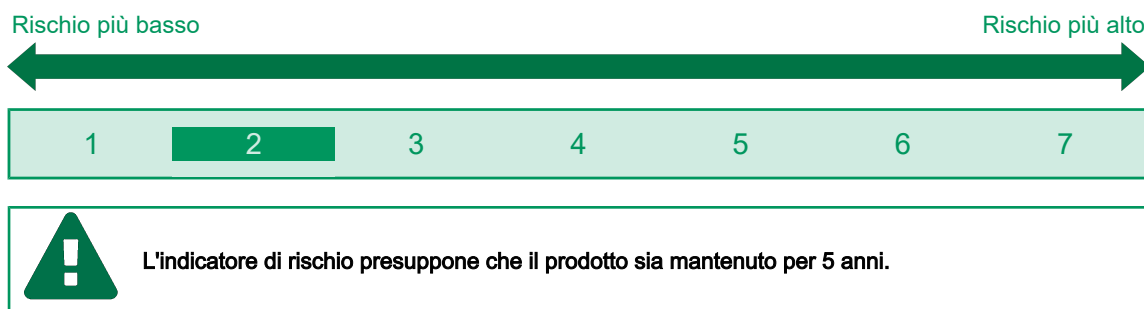 Rischio più basso Rischio più alto
1 2 3 4 5 6 7
L'indicatore di rischio presuppone che il prodotto sia mantenuto per 5 anni.